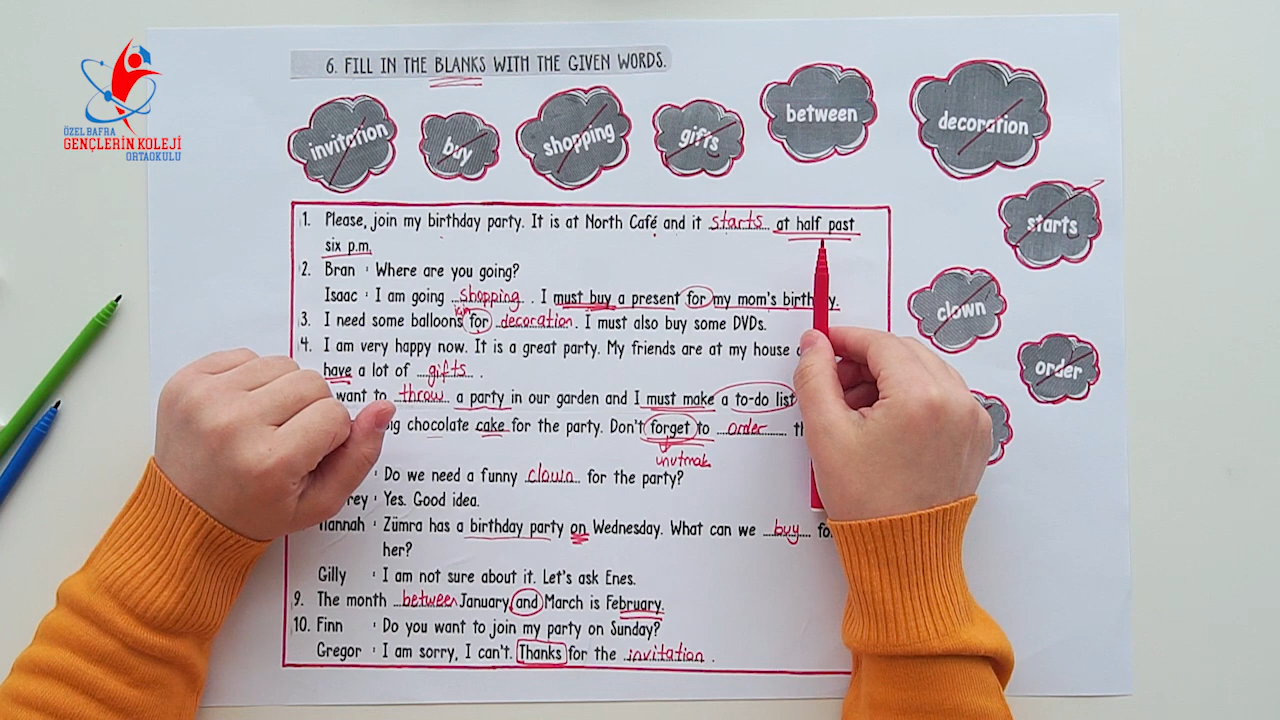 ÖZEL BAFRA
GENÇLERİN KOLEJİ
ORTAOKULU
6. FILL IN THE BLANKS WITH THE GIVEN WORDS.
invitation buy shopping gifts between decoration
starts
clown
order
1. Please, join my birthday party. It is at North Café and it starts at half past
six p.m.
2. Bran : Where are you going?
Isaac : I am going shopping. I must buy a present for my mom's
için
3. I need some balloons for decoration. I must also buy some DVDs.
4. I am very happy now. It is a great party. My friends are at my house
have a lot of gifts.
want to throw a party in our garden and I must make a to-do list
chocolate cake for the party. Don't forget to order
unutmak
: Do we need a funny clown for the party?
: Yes. Good idea.
Hannah : Zümra has a birthday party on Wednesday. What can we buy
her?
Gilly : I am not sure about it. Let's ask Enes.
9. The month between January and March is February.
10. Finn : Do you want to join my party on Sunday?
Gregor : I am sorry, I can't. Thanks for the invitation.